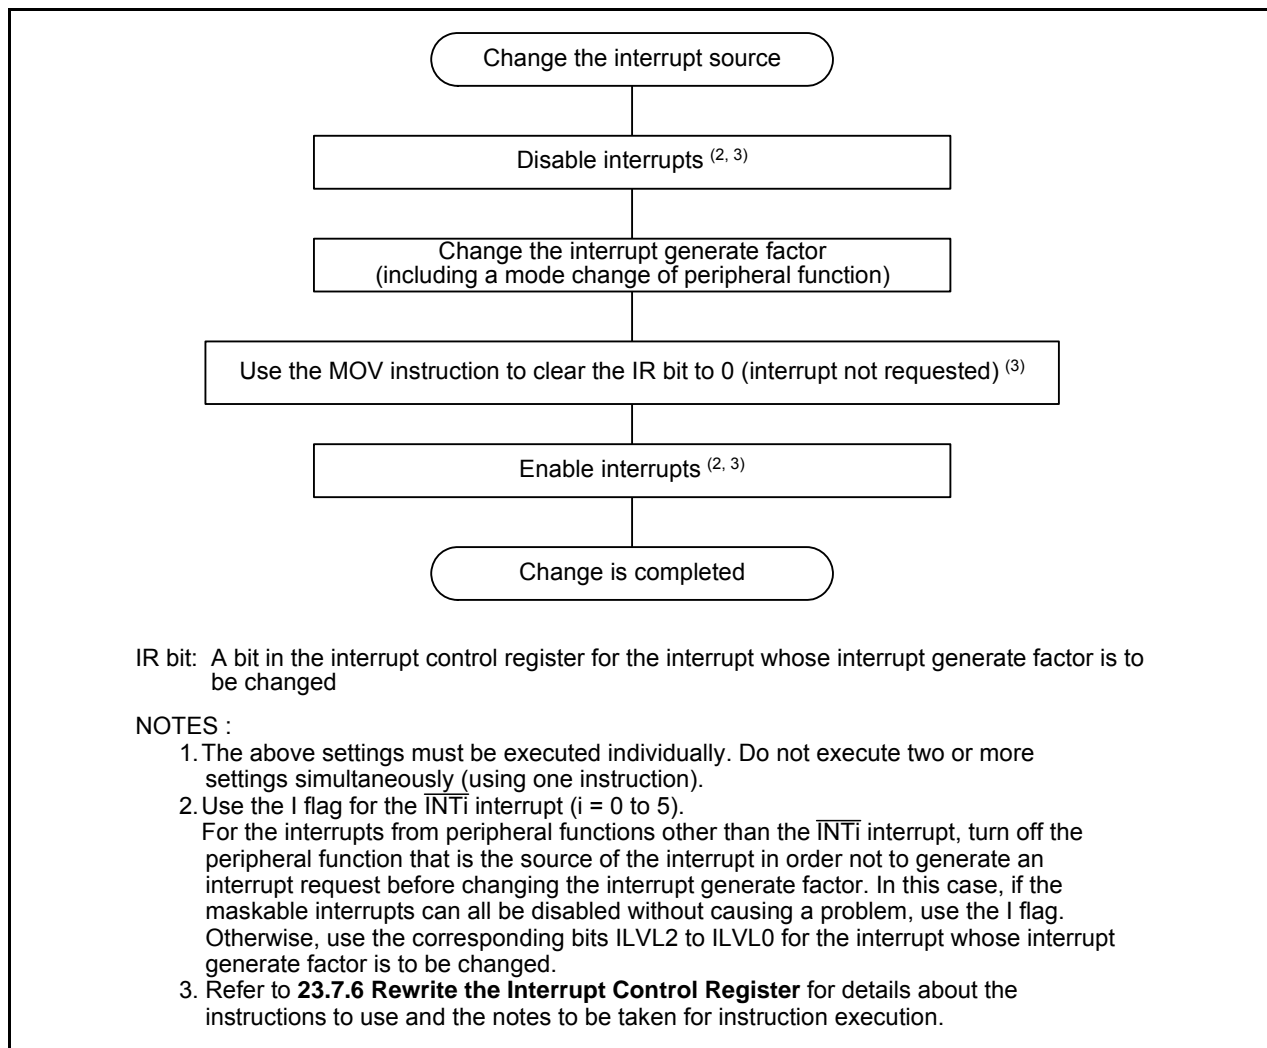 Change the interrupt source
Disable interrupts (2, 3)
Change the interrupt generate factor
(including a mode change of peripheral function)
Use the MOV instruction to clear the IR bit to 0 (interrupt not requested) (3)
Enable interrupts (2, 3)
Change is completed
IR bit: A bit in the interrupt control register for the interrupt whose interrupt generate factor is to
be changed
NOTES :
1. The above settings must be executed individually. Do not execute two or more
settings simultaneously (using one instruction).
2. Use the I flag for the INTi interrupt (i = 0 to 5).
For the interrupts from peripheral functions other than the INTi interrupt, turn off the
peripheral function that is the source of the interrupt in order not to generate an
interrupt request before changing the interrupt generate factor. In this case, if the
maskable interrupts can all be disabled without causing a problem, use the I flag.
Otherwise, use the corresponding bits ILVL2 to ILVL0 for the interrupt whose interrupt
generate factor is to be changed.
3. Refer to 23.7.6 Rewrite the Interrupt Control Register for details about the
instructions to use and the notes to be taken for instruction execution.